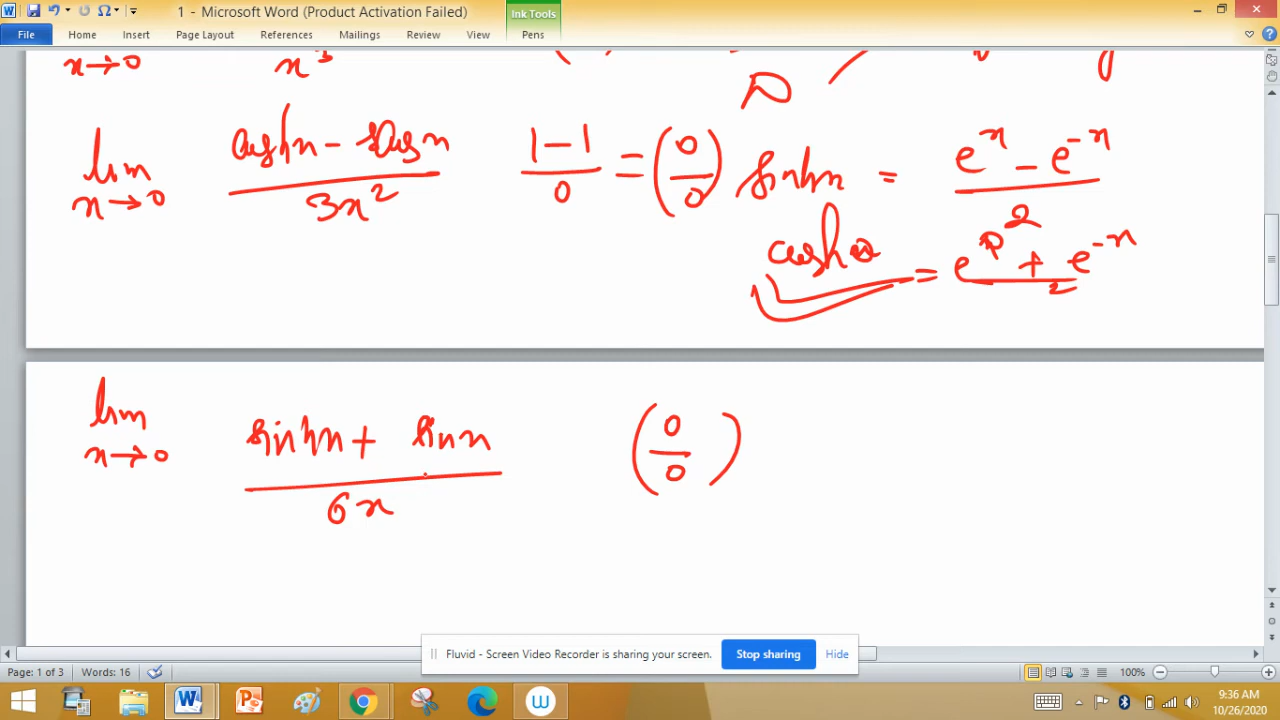 1 - Microsoft Word (Product Activation Failed)
Ink Tools
File Home Insert Page Layout References Mailings Review View Pens
x→0 x³
lim x→0 (coshx - cosx)/3x² (1-1)/0 = (0/0) sinhx = (eˣ - e⁻ˣ)/2
coshx = (eˣ + e⁻ˣ)/2
lim x→0 (sinhx + sinx)/6x (0/0)
Fluvid - Screen Video Recorder is sharing your screen. Stop sharing Hide
Page: 1 of 3 Words: 16 100%
9:36 AM
10/26/2020